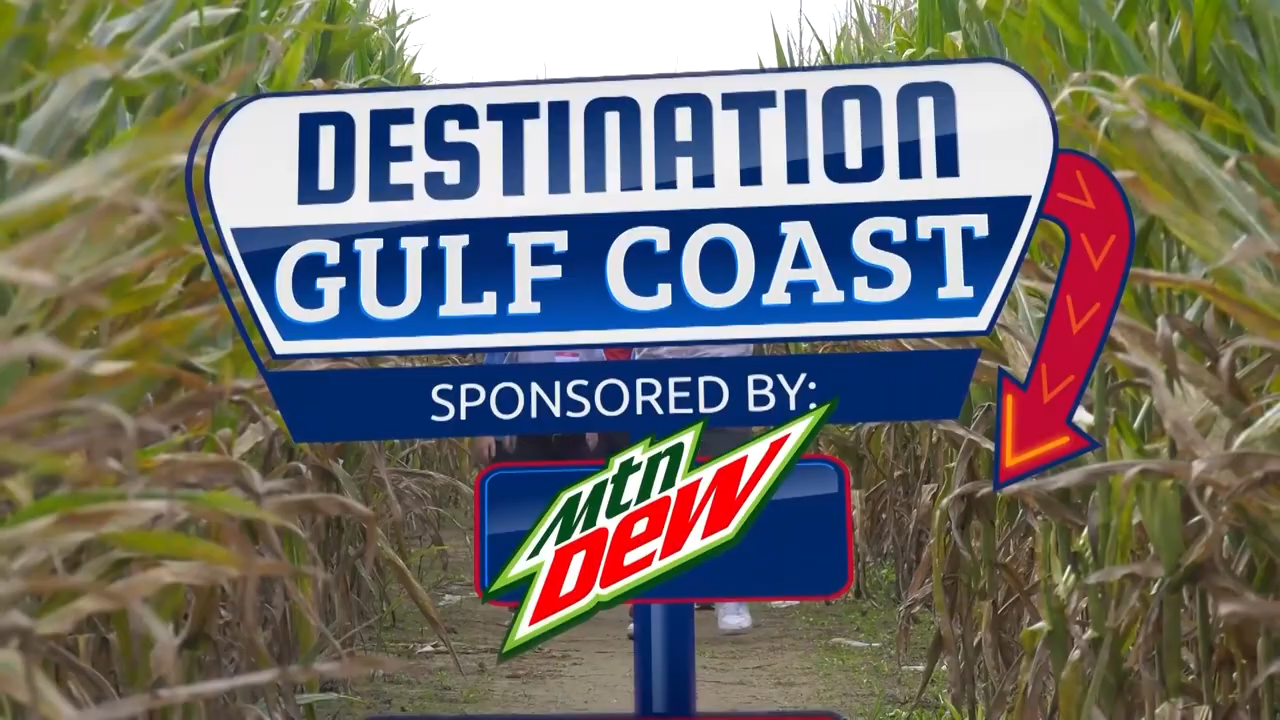 DESTINATION
GULF COAST
SPONSORED BY:
Mtn
DEW